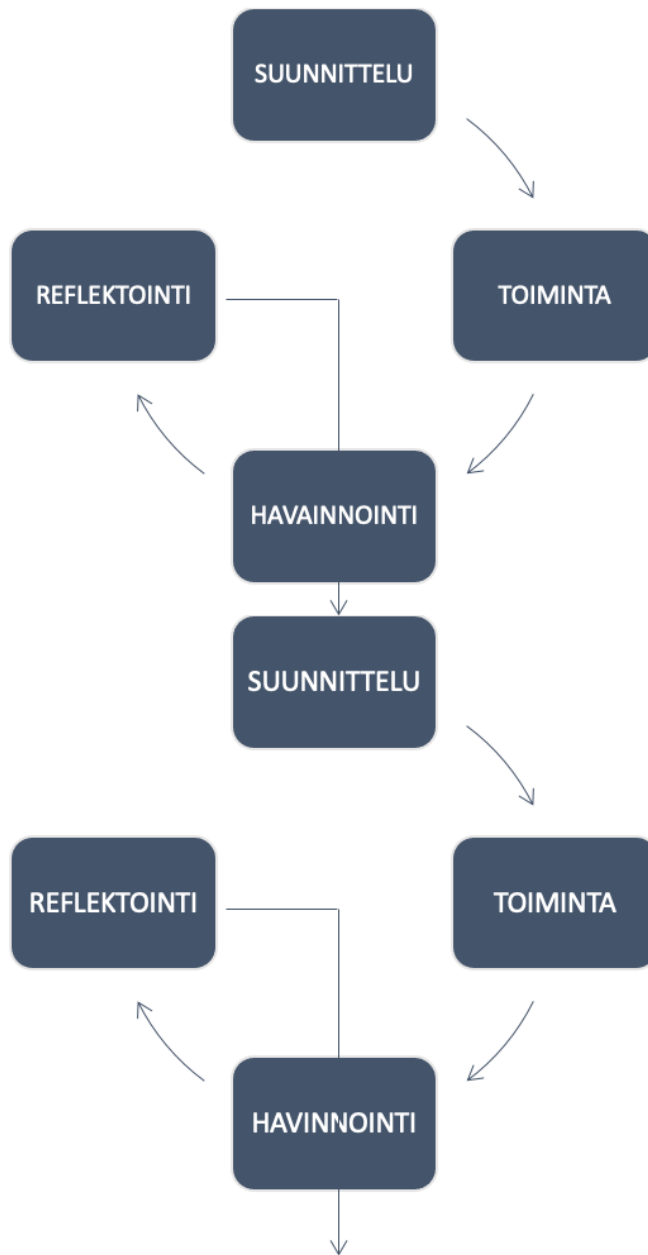 SUUNNITTELU
REFLEKTOINTI
TOIMINTA
HAVAINNOINTI
SUUNNITTELU
REFLEKTOINTI
TOIMINTA
HAVINNOINTI